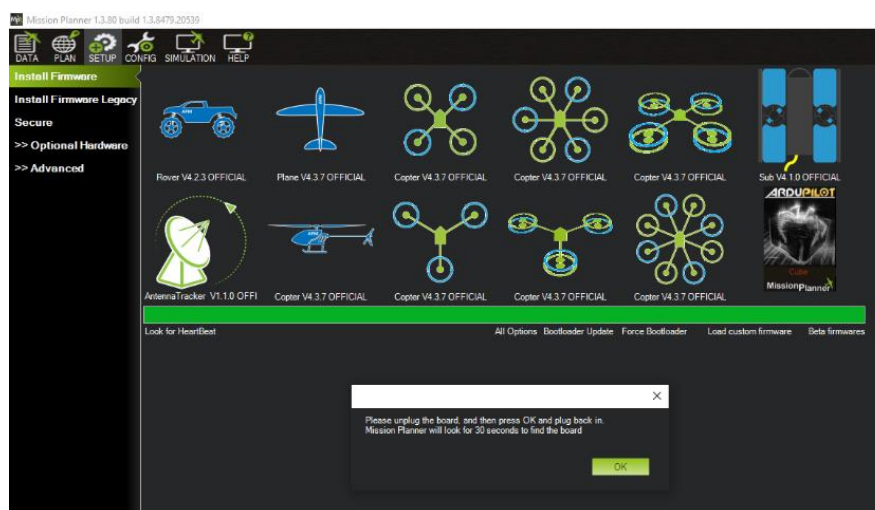 Mission Planner 1.3.80 build 1.3.8479.20539
DATA PLAN SETUP CONFIG SIMULATION HELP
Install Firmware
Install Firmware Legacy
Secure
>> Optional Hardware
>> Advanced
Rover V4.2.3 OFFICIAL
Plane V4.3.7 OFFICIAL
Copter V4.3.7 OFFICIAL
Copter V4.3.7 OFFICIAL
Copter V4.3.7 OFFICIAL
Sub V4.1.0 OFFICIAL
ARDUPILOT
Cube
MissionPlanner
AntennaTracker V1.1.0 OFFI
Copter V4.3.7 OFFICIAL
Copter V4.3.7 OFFICIAL
Copter V4.3.7 OFFICIAL
Copter V4.3.7 OFFICIAL
Look for HeartBeat
All Options Bootloader Update Force Bootloader Load custom firmware Beta firmwares
Please unplug the board, and then press OK and plug back in.
Mission Planner will look for 30 seconds to find the board
OK